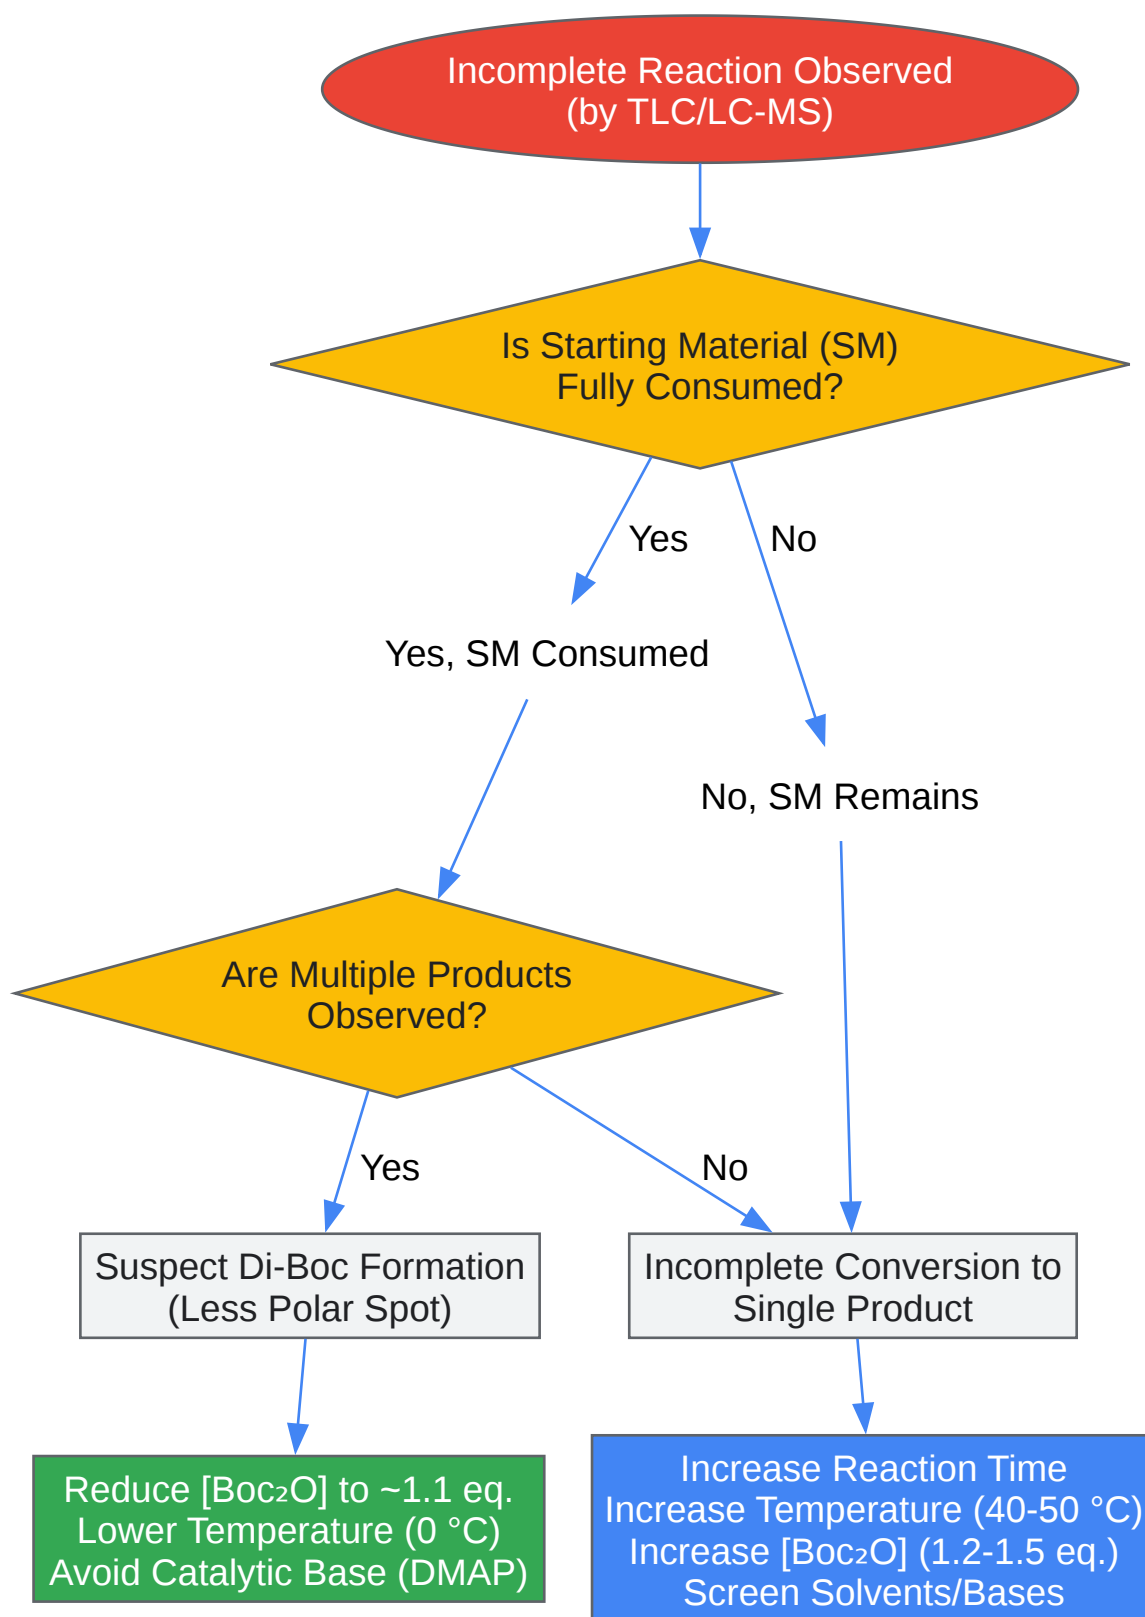 Incomplete Reaction Observed
(by TLC/LC-MS)
Is Starting Material (SM)
Fully Consumed?
Yes
No
Yes, SM Consumed
No, SM Remains
Are Multiple Products
Observed?
Yes
No
Suspect Di-Boc Formation
(Less Polar Spot)
Incomplete Conversion to
Single Product
Reduce [Boc₂O] to ~1.1 eq.
Lower Temperature (0 °C)
Avoid Catalytic Base (DMAP)
Increase Reaction Time
Increase Temperature (40-50 °C)
Increase [Boc₂O] (1.2-1.5 eq.)
Screen Solvents/Bases